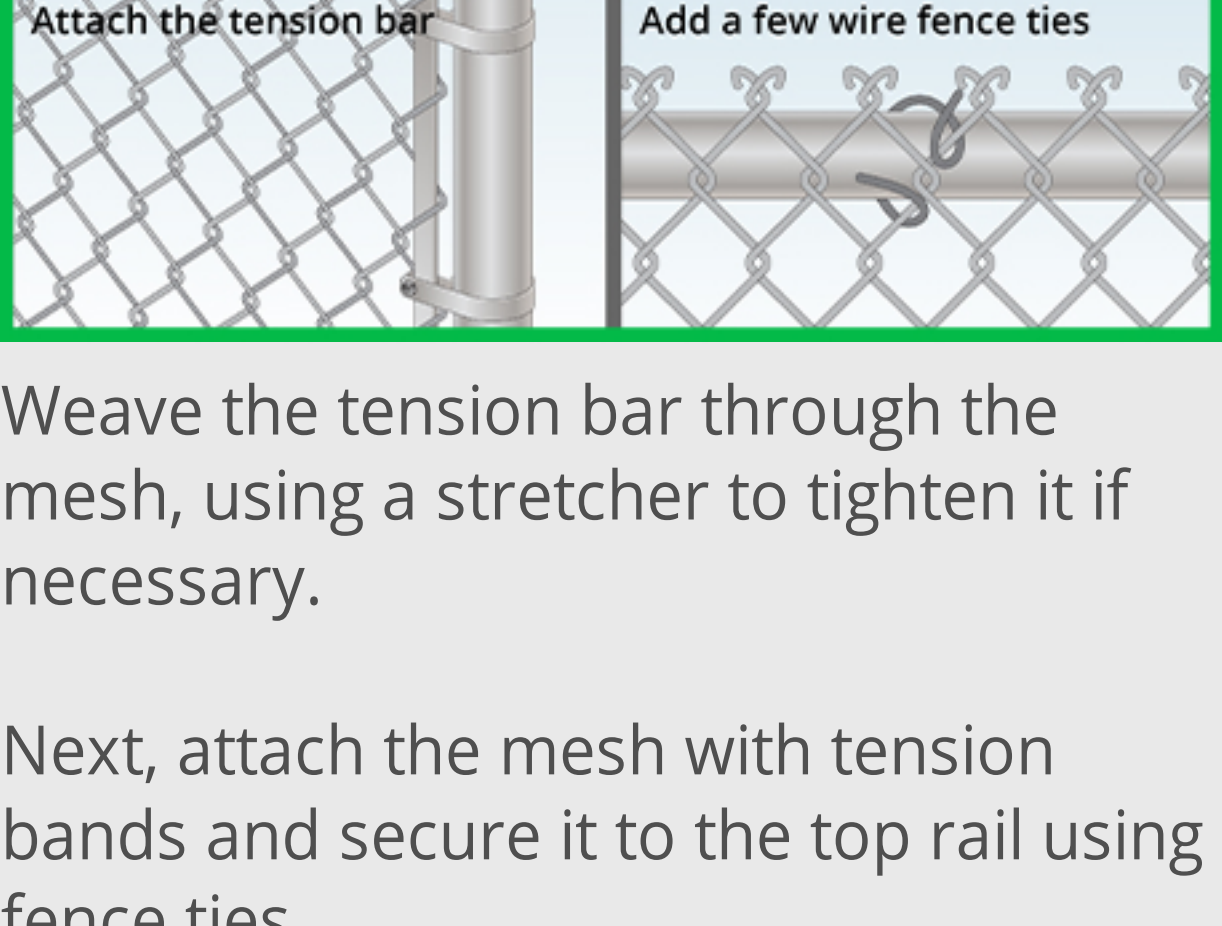 Attach the tension bar
Add a few wire fence ties
Weave the tension bar through the
mesh, using a stretcher to tighten it if
necessary.
Next, attach the mesh with tension
bands and secure it to the top rail using
fence ties